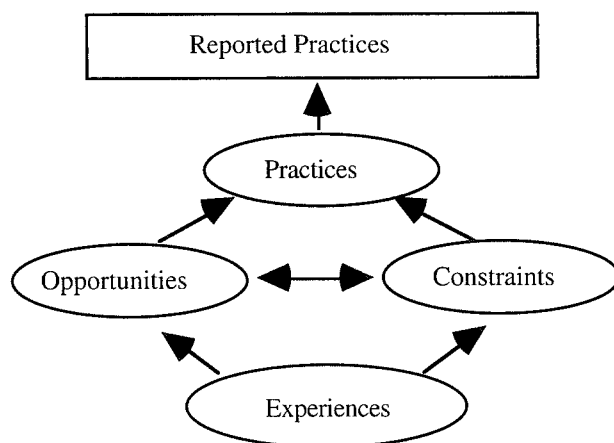 Reported Practices
Practices
Opportunities
Constraints
Experiences